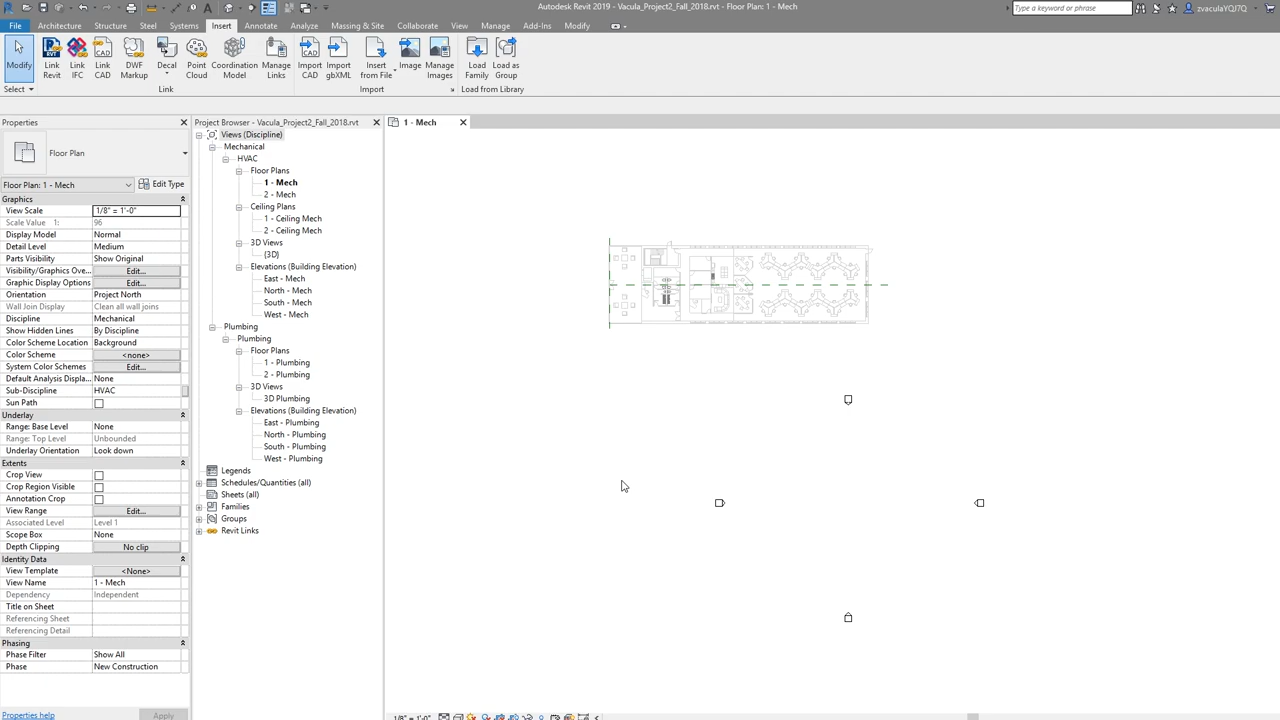 Autodesk Revit 2019 - Vacula_Project2_Fall_2018.rvt - Floor Plan: 1 - Mech
Type a keyword or phrase
zvaculaYQJ7Q
File Architecture Structure Steel Systems Insert Annotate Analyze Massing & Site Collaborate View Manage Add-Ins Modify
Modify
Link Revit
Link IFC
Link CAD
DWF Markup
Decal
Point Cloud
Coordination Model
Manage Links
Import CAD
Import gbXML
Insert from File
Image
Manage Images
Load Family
Load as Group
Select
Link
Import
Load from Library
Properties
Floor Plan
Floor Plan: 1 - Mech
Edit Type
Graphics
View Scale 1/8" = 1'-0"
Scale Value 1: 96
Display Model Normal
Detail Level Medium
Parts Visibility Show Original
Visibility/Graphics Ove... Edit...
Graphic Display Options Edit...
Orientation Project North
Wall Join Display Clean all wall joins
Discipline Mechanical
Show Hidden Lines By Discipline
Color Scheme Location Background
Color Scheme <none>
System Color Schemes Edit...
Default Analysis Displa... None
Sub-Discipline HVAC
Sun Path
Underlay
Range: Base Level None
Range: Top Level Unbounded
Underlay Orientation Look down
Extents
Crop View
Crop Region Visible
Annotation Crop
View Range Edit...
Associated Level Level 1
Scope Box None
Depth Clipping No clip
Identity Data
View Template <None>
View Name 1 - Mech
Dependency Independent
Title on Sheet
Referencing Sheet
Referencing Detail
Phasing
Phase Filter Show All
Phase New Construction
Properties help
Apply
Project Browser - Vacula_Project2_Fall_2018.rvt
Views (Discipline)
Mechanical
HVAC
Floor Plans
1 - Mech
2 - Mech
Ceiling Plans
1 - Ceiling Mech
2 - Ceiling Mech
3D Views
{3D}
Elevations (Building Elevation)
East - Mech
North - Mech
South - Mech
West - Mech
Plumbing
Plumbing
Floor Plans
1 - Plumbing
2 - Plumbing
3D Views
3D Plumbing
Elevations (Building Elevation)
East - Plumbing
North - Plumbing
South - Plumbing
West - Plumbing
Legends
Schedules/Quantities (all)
Sheets (all)
Families
Groups
Revit Links
1 - Mech
1/8" = 1'-0"